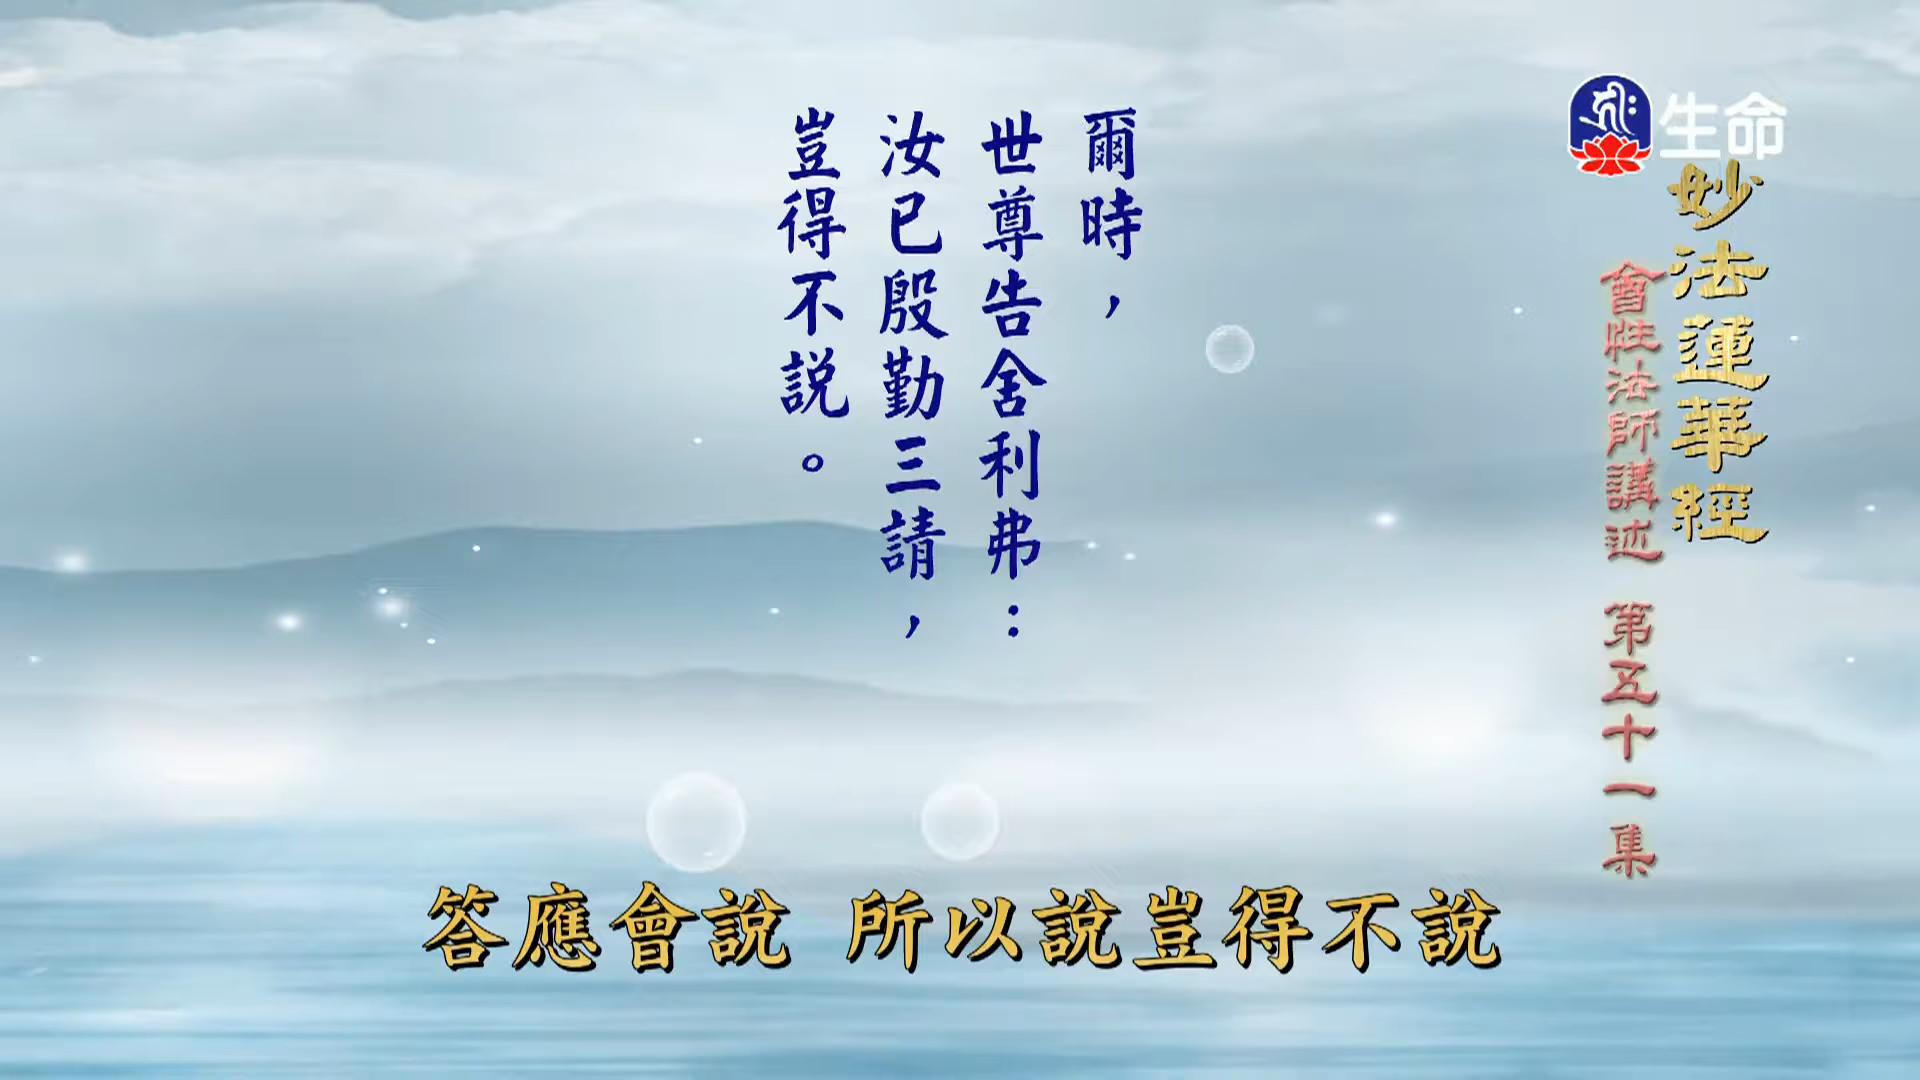 生命
妙法蓮華經
會性法師講述 第五十一集
爾時，
世尊告舍利弗：
汝已殷勤三請，
豈得不説。
答應會說 所以說豈得不說